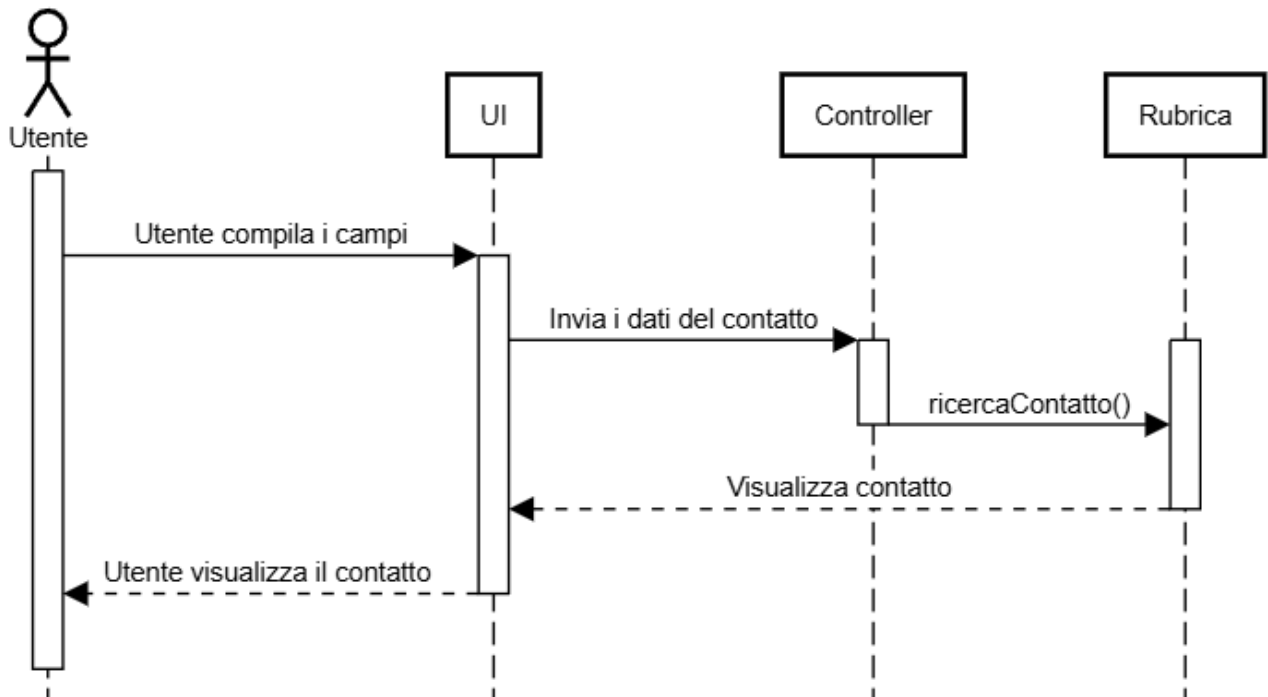 Utente
UI
Controller
Rubrica
Utente compila i campi
Invia i dati del contatto
ricercaContatto()
Visualizza contatto
Utente visualizza il contatto